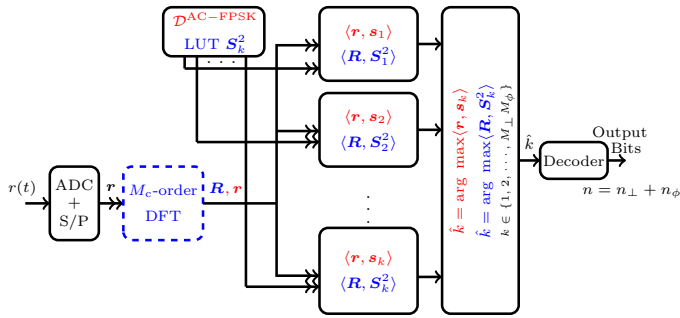 𝒟^AC−FPSK
LUT S_k^2
. . .
⟨r, s_1⟩
⟨R, S_1^2⟩
⟨r, s_2⟩
⟨R, S_2^2⟩
r(t)
ADC
+
S/P
r
M_c-order
DFT
R, r
. . .
⟨r, s_k⟩
⟨R, S_k^2⟩
k̂ = arg max⟨r, s_k⟩
k̂ = arg max⟨R, S_k^2⟩
k ∈ {1, 2, . . . , M_⊥M_ϕ}
k̂
Decoder
Output
Bits
n = n_⊥ + n_ϕ